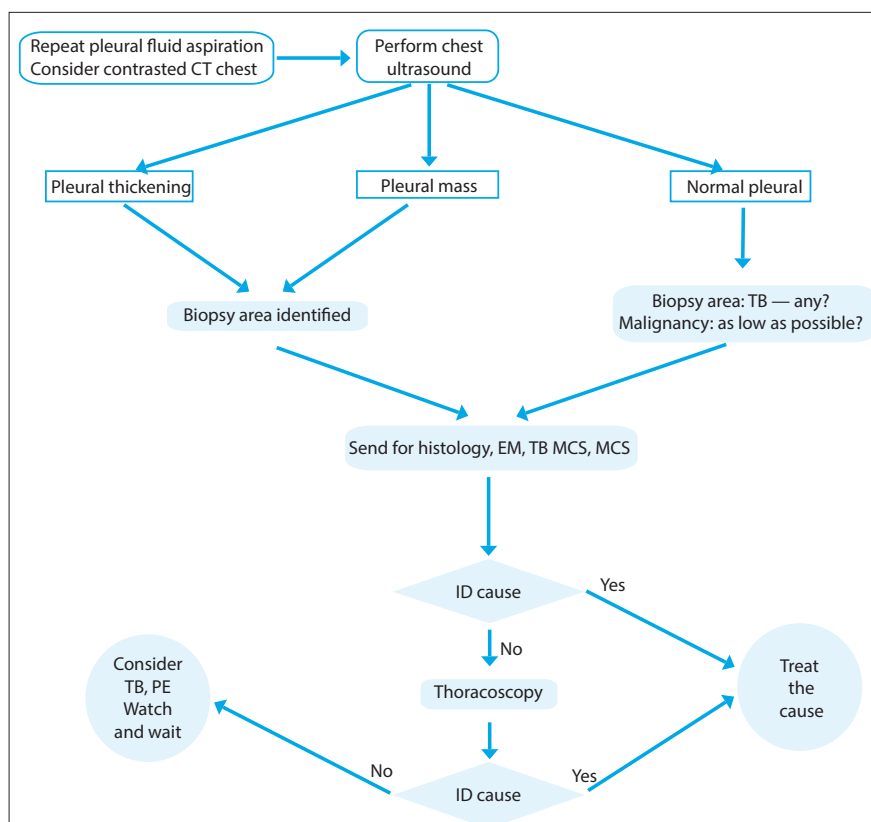 Repeat pleural fluid aspiration
Consider contrasted CT chest
Perform chest
ultrasound
Pleural thickening
Pleural mass
Normal pleural
Biopsy area identified
Biopsy area: TB — any?
Malignancy: as low as possible?
Send for histology, EM, TB MCS, MCS
ID cause
Yes
No
Consider
TB, PE
Watch
and wait
Thoracoscopy
Treat
the
cause
No
ID cause
Yes